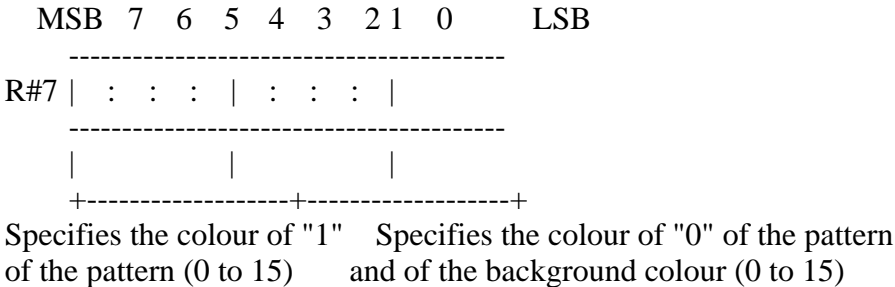 MSB 7 6 5 4 3 2 1 0 LSB
-----------------------------------------
R#7 | : : : | : : : |
-----------------------------------------
| | |
+-------------------+-------------------+
Specifies the colour of "1" Specifies the colour of "0" of the pattern
of the pattern (0 to 15) and of the background colour (0 to 15)